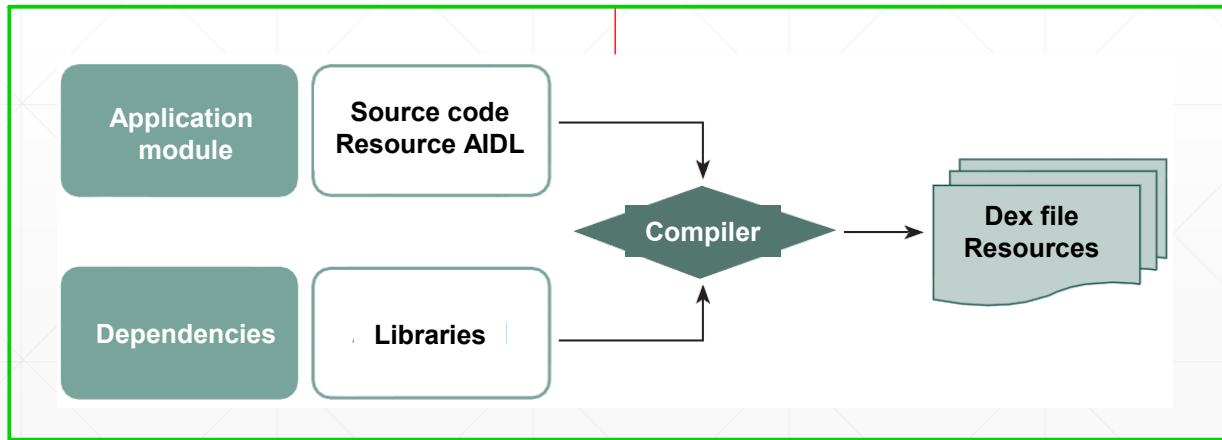 Application
module
Source code
Resource AIDL
Compiler
Dex file
Resources
Dependencies
Libraries